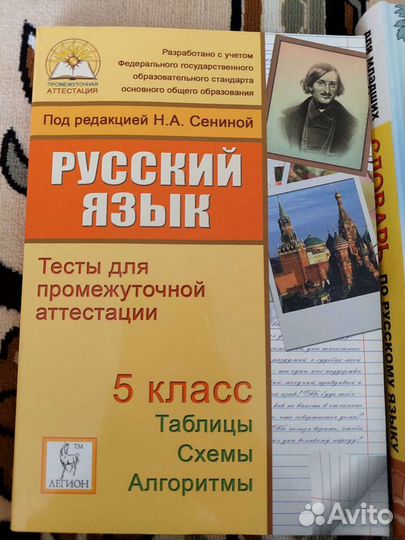 ПРОМЕЖУТОЧНАЯ
АТТЕСТАЦИЯ
Разработано с учетом
Федерального государственного
образовательного стандарта
основного общего образования
Под редакцией Н.А. Сениной
РУССКИЙ
ЯЗЫК
Тесты для
промежуточной
аттестации
5 класс
Таблицы
Схемы
Алгоритмы
TM
ЛЕГИОН
СЛОВАРЬ
ПО РУССКОМУ ЯЗЫКУ
Avito